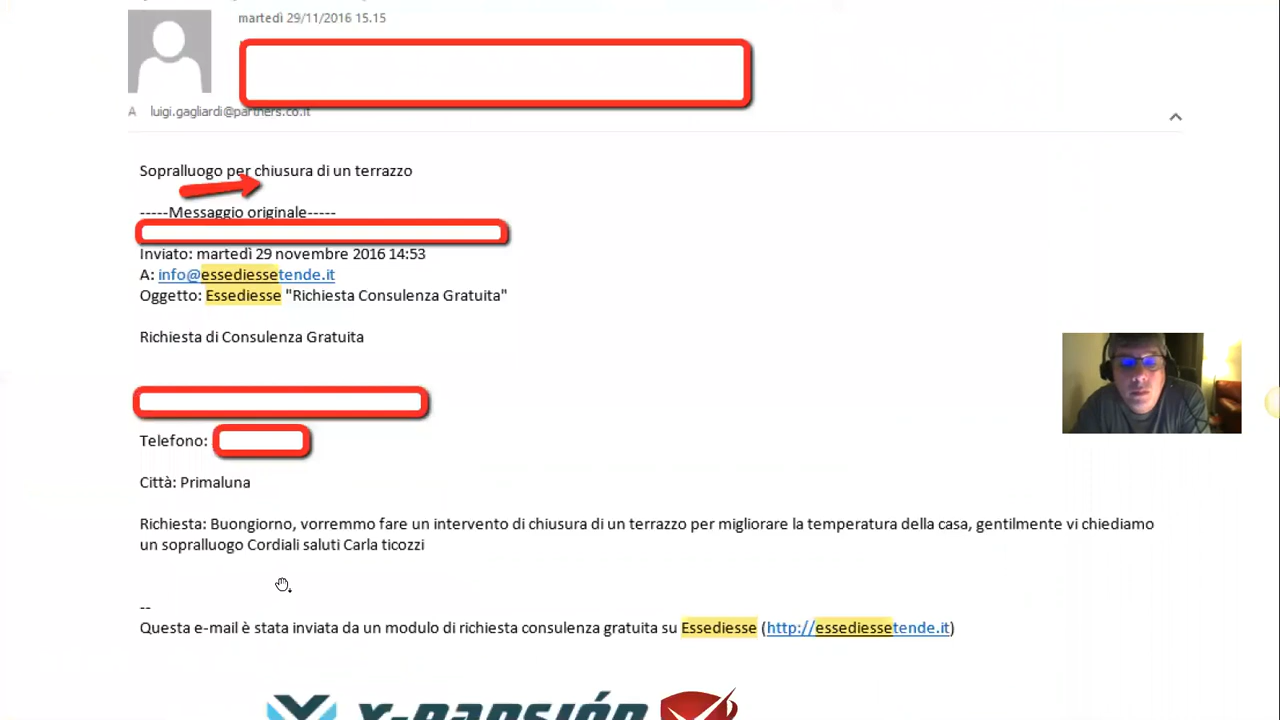 martedì 29/11/2016 15.15
A luigi.gagliardi@partners.co.it
Sopralluogo per chiusura di un terrazzo
-----Messaggio originale-----
Inviato: martedì 29 novembre 2016 14:53
A: info@essediessetende.it
Oggetto: Essediesse "Richiesta Consulenza Gratuita"
Richiesta di Consulenza Gratuita
Telefono:
Città: Primaluna
Richiesta: Buongiorno, vorremmo fare un intervento di chiusura di un terrazzo per migliorare la temperatura della casa, gentilmente vi chiediamo
un sopralluogo Cordiali saluti Carla ticozzi
--
Questa e-mail è stata inviata da un modulo di richiesta consulenza gratuita su Essediesse (http://essediessetende.it)
x-pansión